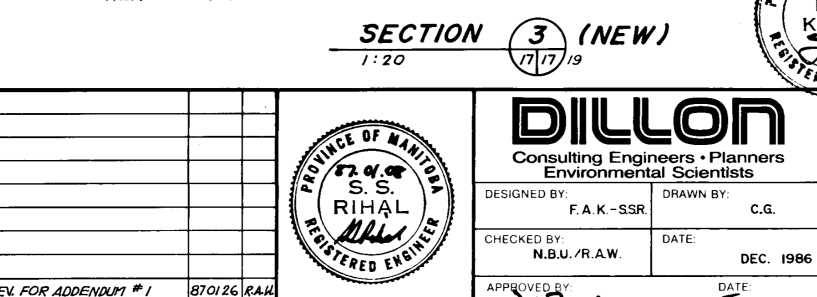 SECTION 3 (NEW)
1:20 17 17 19
PROVINCE OF MANITOBA
87.01.08
S. S.
RIHAL
REGISTERED ENGINEER
REV. FOR ADDENDUM #1 870126 R.A.W.
DILLON
Consulting Engineers • Planners
Environmental Scientists
DESIGNED BY: DRAWN BY:
F. A. K. - S.S.R. C.G.
CHECKED BY: DATE:
N.B.U./R.A.W. DEC. 1986
APPROVED BY: DATE: